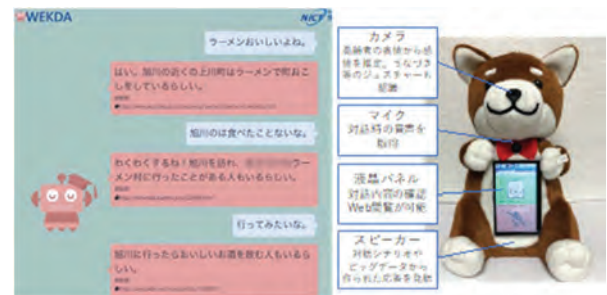 WEKDA
NICT
ラーメンおいしいよね。
はい。旭川の近くの上川町はラーメンで町おこ
しをしているらしい。
旭川のは食べたことないな。
わくわくするね!旭川を訪れ、ラー
メン村に行ったことがある人もいるらしい。
行ってみたいな。
旭川に行ったらおいしいお酒を飲む人もいるら
しい。
カメラ
高齢者の表情から感
情を推定。うなづき
等のジェスチャーも
認識
マイク
対話時の音声を
取得
液晶パネル
対話内容の確認
Web閲覧が可能
スピーカー
対話シナリオや
ビッグデータから
作られた応答を発話